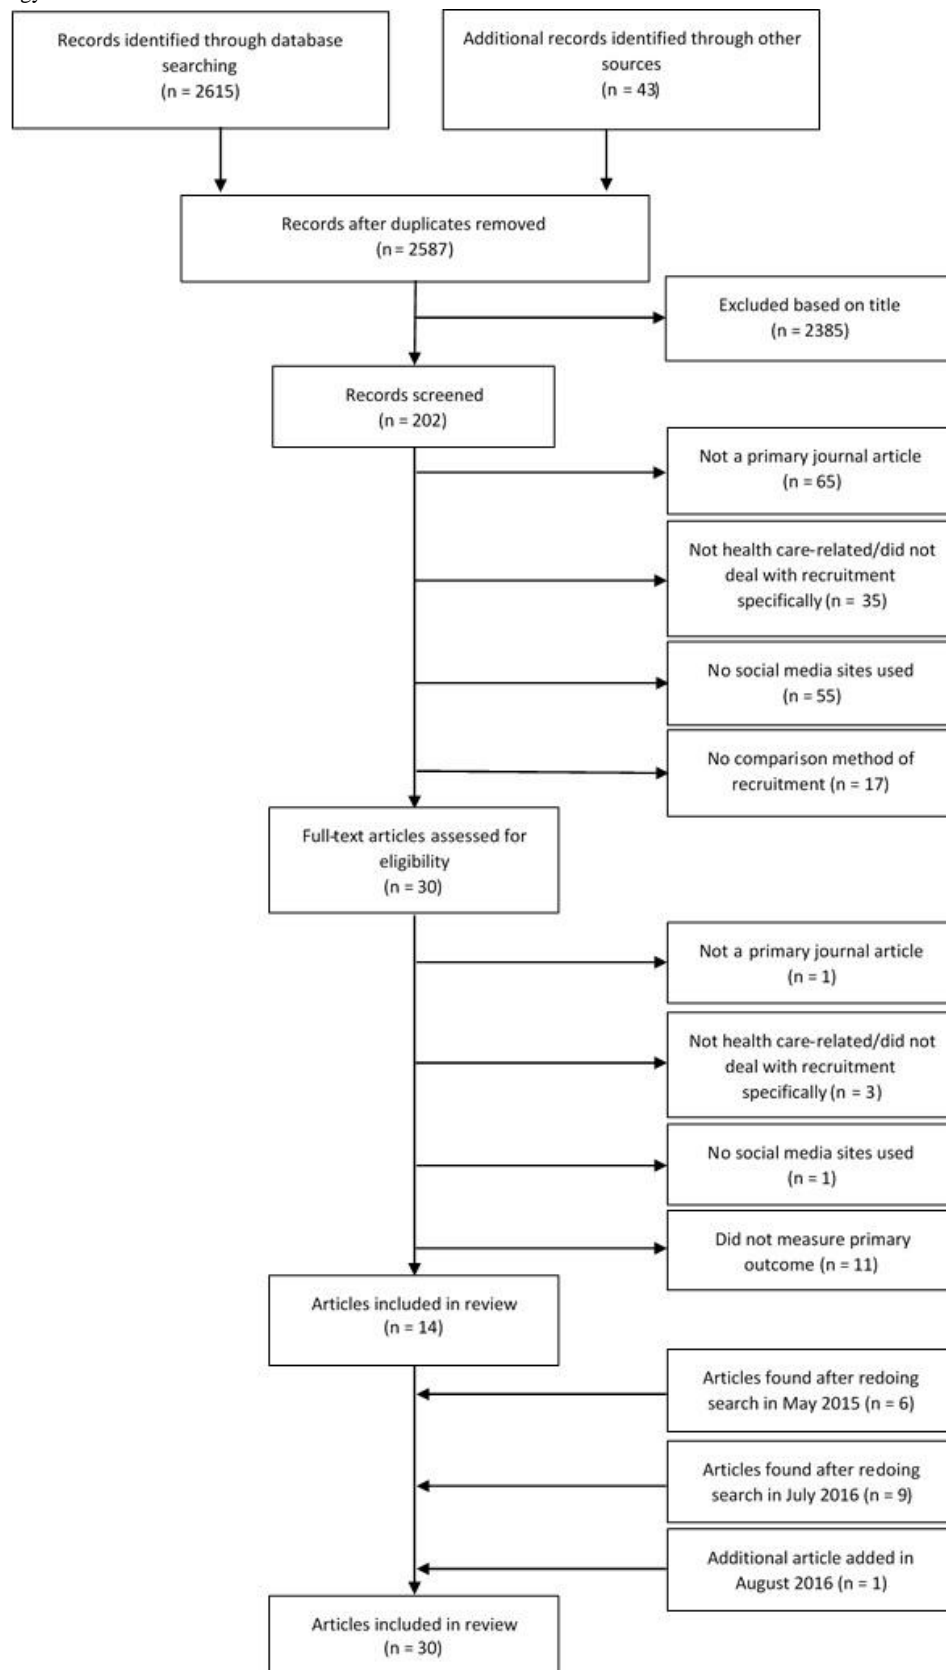 gy
Records identified through database
searching
(n = 2615)
Additional records identified through other
sources
(n = 43)
Records after duplicates removed
(n = 2587)
Excluded based on title
(n = 2385)
Records screened
(n = 202)
Not a primary journal article
(n = 65)
Not health care-related/did not
deal with recruitment
specifically (n = 35)
No social media sites used
(n = 55)
No comparison method of
recruitment (n = 17)
Full-text articles assessed for
eligibility
(n = 30)
Not a primary journal article
(n = 1)
Not health care-related/did not
deal with recruitment
specifically (n = 3)
No social media sites used
(n = 1)
Did not measure primary
outcome (n = 11)
Articles included in review
(n = 14)
Articles found after redoing
search in May 2015 (n = 6)
Articles found after redoing
search in July 2016 (n = 9)
Additional article added in
August 2016 (n = 1)
Articles included in review
(n = 30)